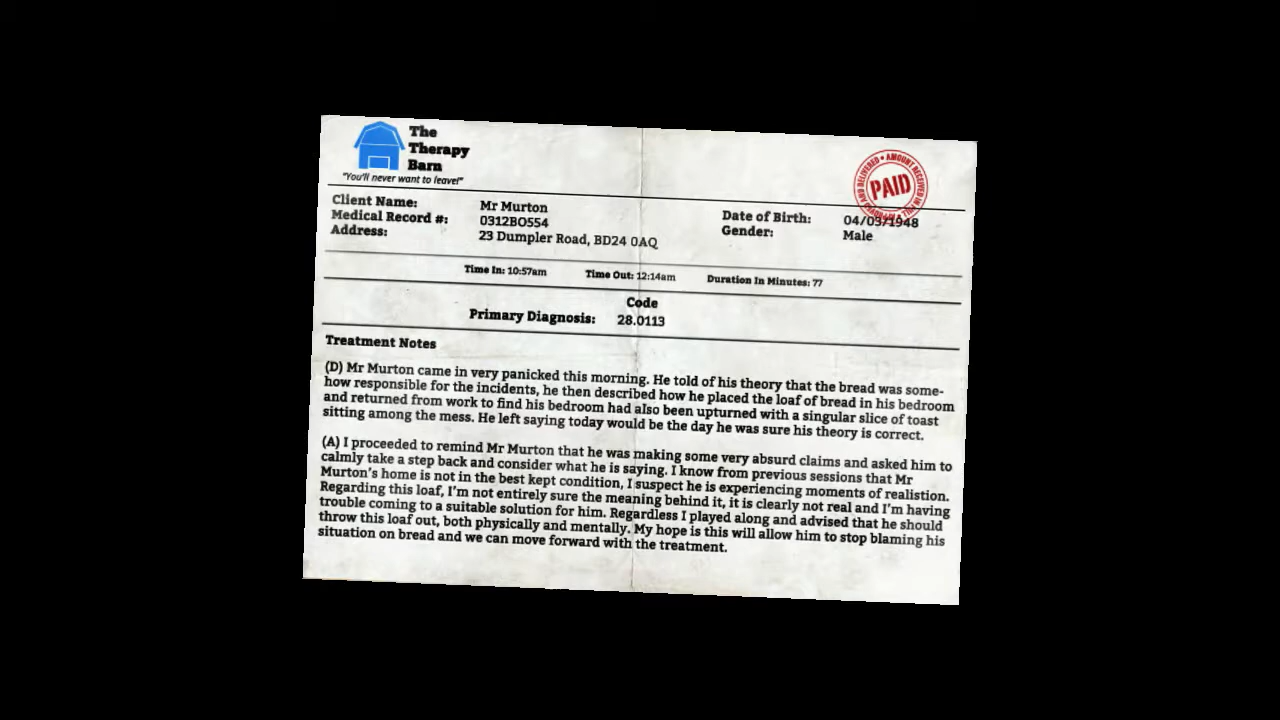 The
Therapy
Barn
"You'll never want to leave!"
PAID
Client Name: Mr Murton
Medical Record #: 0312BO554
Address: 23 Dumpler Road, BD24 0AQ
Date of Birth: 04/03/1948
Gender: Male
Time In: 10:57am Time Out: 12:14am Duration In Minutes: 77
Code
Primary Diagnosis: 28.0113
Treatment Notes
(D) Mr Murton came in very panicked this morning. He told of his theory that the bread was some-
how responsible for the incidents, he then described how he placed the loaf of bread in his bedroom
and returned from work to find his bedroom had also been upturned with a singular slice of toast
sitting among the mess. He left saying today would be the day he was sure his theory is correct.
(A) I proceeded to remind Mr Murton that he was making some very absurd claims and asked him to
calmly take a step back and consider what he is saying. I know from previous sessions that Mr
Murton's home is not in the best kept condition, I suspect he is experiencing moments of realistion.
Regarding this loaf, I'm not entirely sure the meaning behind it, it is clearly not real and I'm having
trouble coming to a suitable solution for him. Regardless I played along and advised that he should
throw this loaf out, both physically and mentally. My hope is this will allow him to stop blaming his
situation on bread and we can move forward with the treatment.